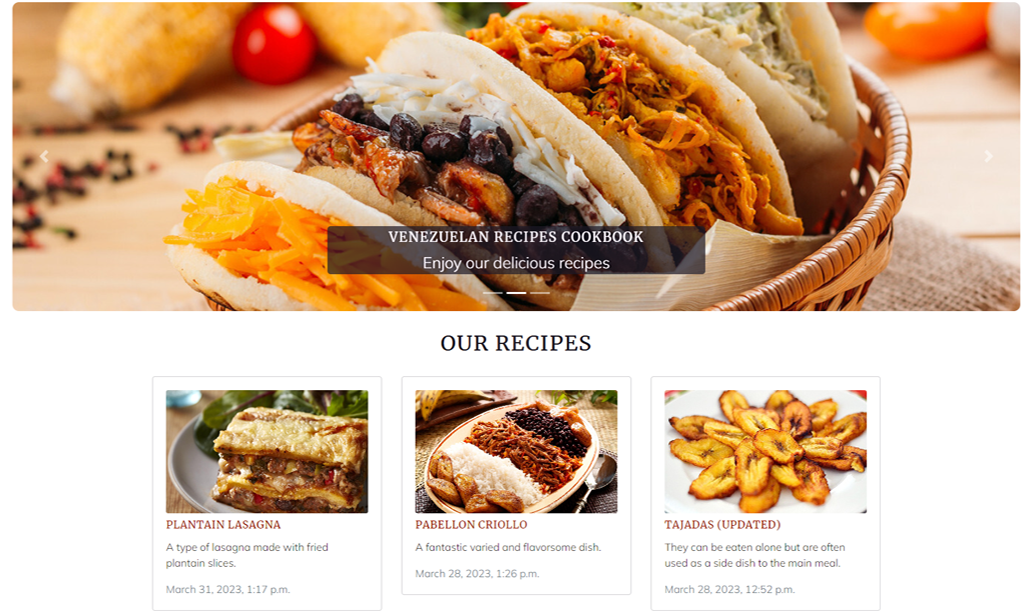 VENEZUELAN RECIPES COOKBOOK
Enjoy our delicious recipes
OUR RECIPES
PLANTAIN LASAGNA
A type of lasagna made with fried
plantain slices.
March 31, 2023, 1:17 p.m.
PABELLON CRIOLLO
A fantastic varied and flavorsome dish.
March 28, 2023, 1:26 p.m.
TAJADAS (UPDATED)
They can be eaten alone but are often
used as a side dish to the main meal.
March 28, 2023, 12:52 p.m.